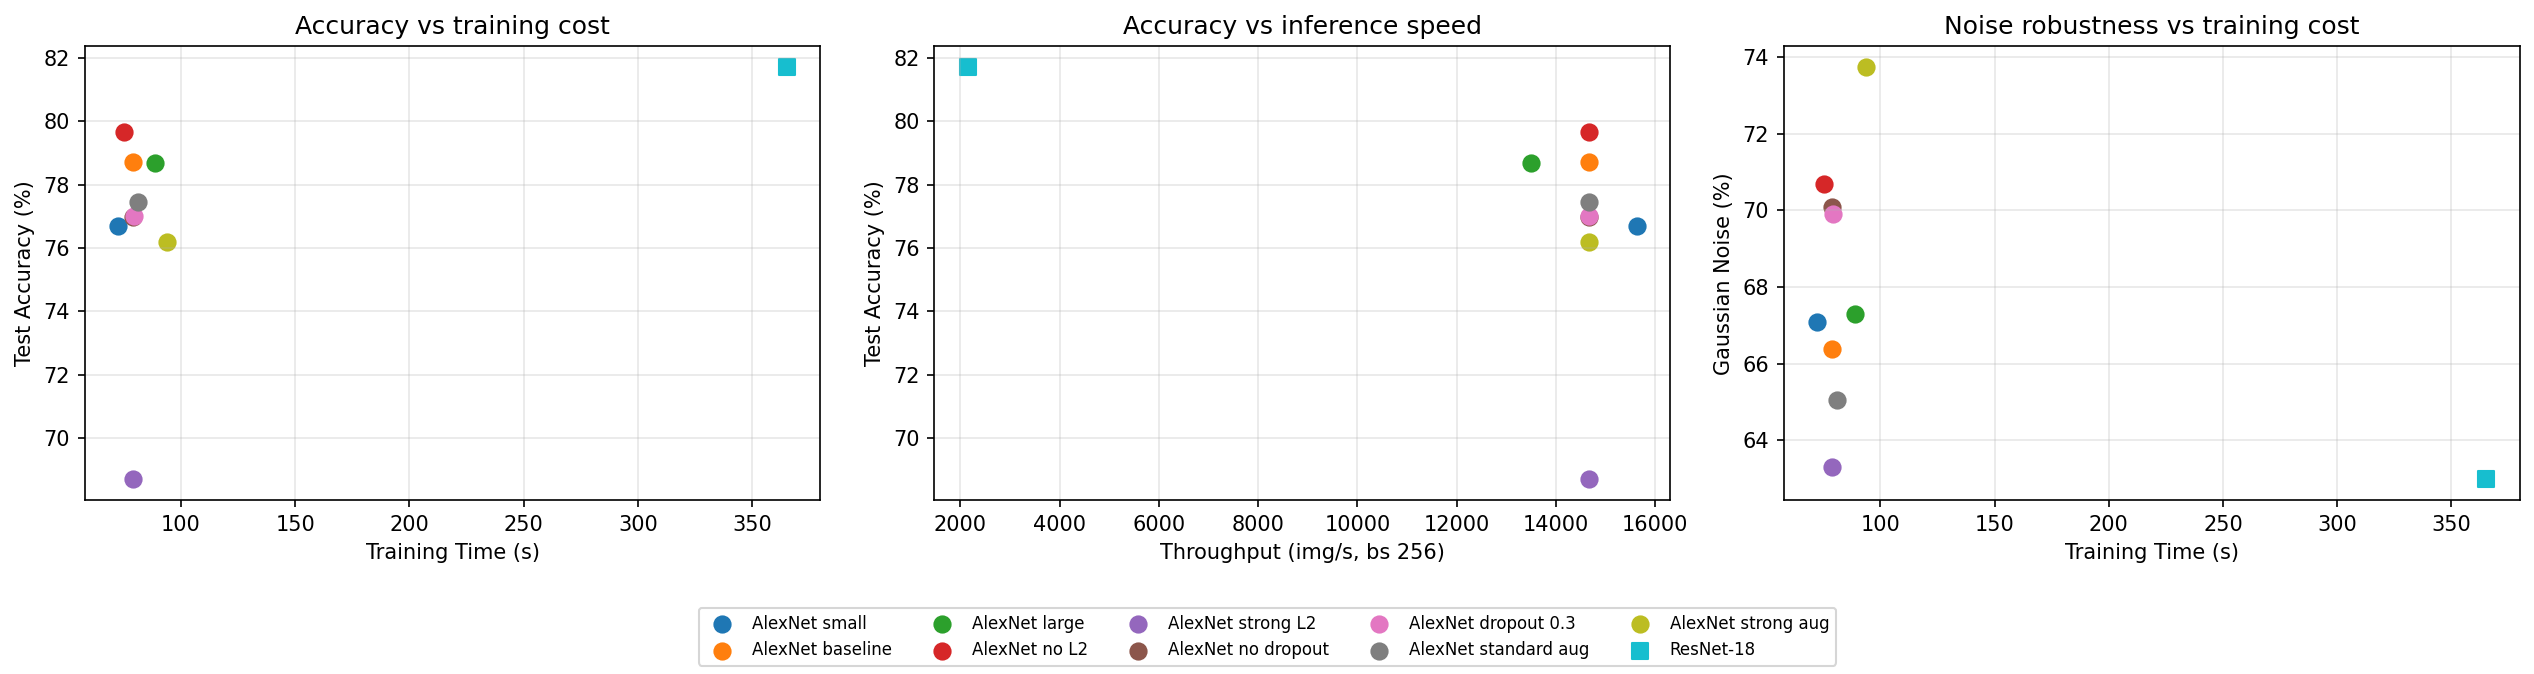 Accuracy vs training cost
Test Accuracy (%)
82
80
78
76
74
72
70
100 150 200 250 300 350
Training Time (s)
Accuracy vs inference speed
Test Accuracy (%)
82
80
78
76
74
72
70
2000 4000 6000 8000 10000 12000 14000 16000
Throughput (img/s, bs 256)
Noise robustness vs training cost
Gaussian Noise (%)
74
72
70
68
66
64
100 150 200 250 300 350
Training Time (s)
AlexNet small AlexNet large AlexNet strong L2 AlexNet dropout 0.3 AlexNet strong aug
AlexNet baseline AlexNet no L2 AlexNet no dropout AlexNet standard aug ResNet-18